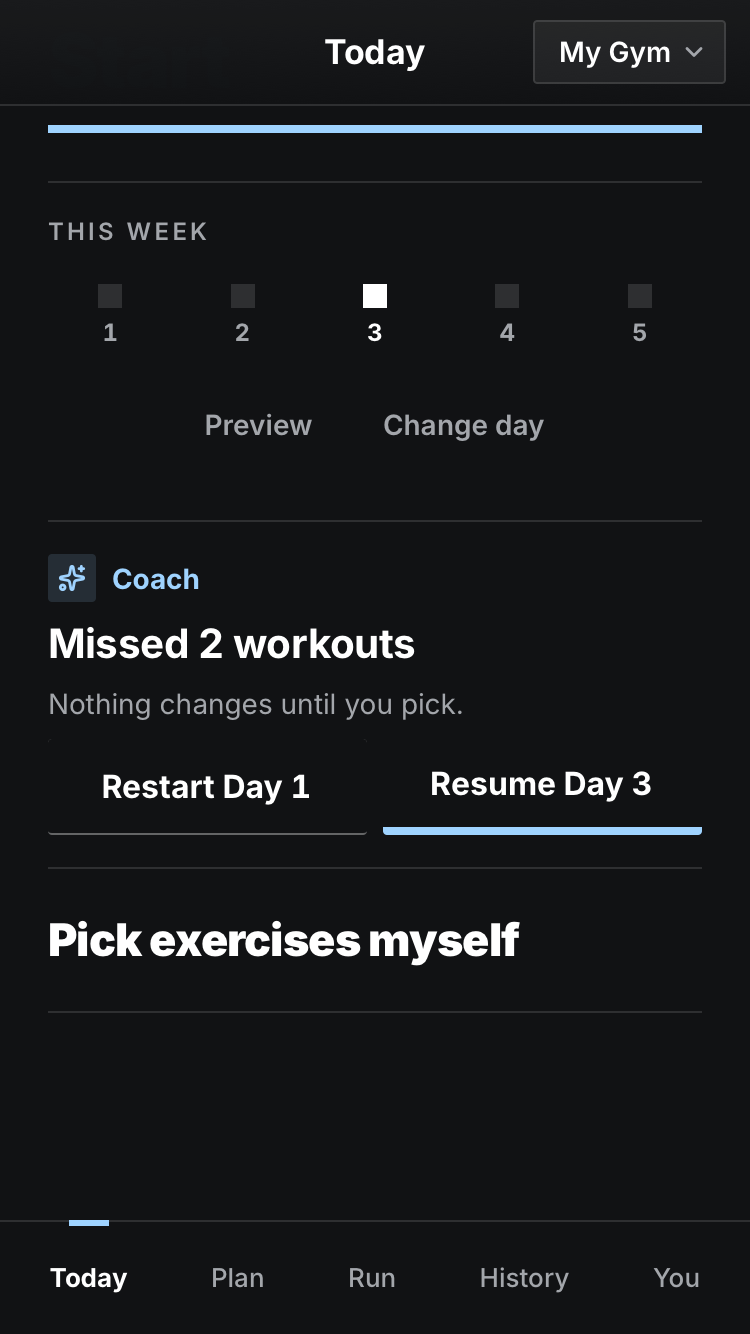 Today
My Gym
THIS WEEK
1 2 3 4 5
Preview Change day
Coach
Missed 2 workouts
Nothing changes until you pick.
Restart Day 1 Resume Day 3
Pick exercises myself
Today Plan Run History You